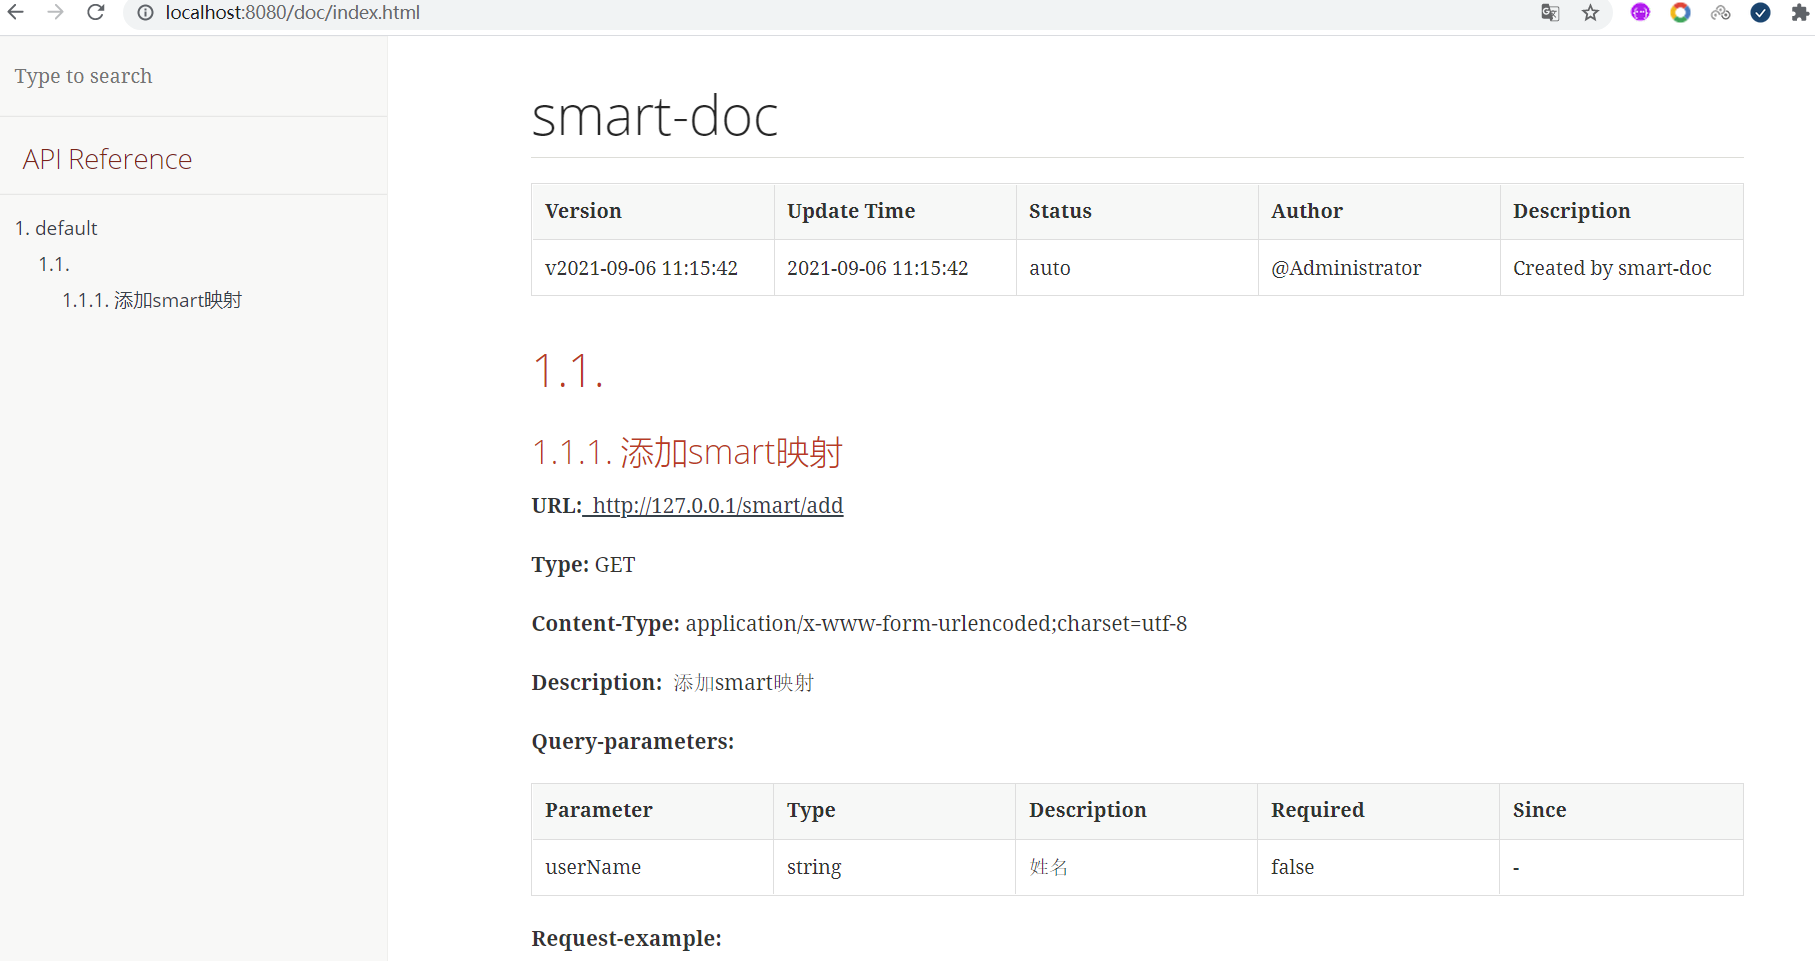 localhost:8080/doc/index.html
Type to search
API Reference
1. default
1.1.
1.1.1. 添加smart映射
smart-doc
Version Update Time Status Author Description
v2021-09-06 11:15:42 2021-09-06 11:15:42 auto @Administrator Created by smart-doc
1.1.
1.1.1. 添加smart映射
URL: http://127.0.0.1/smart/add
Type: GET
Content-Type: application/x-www-form-urlencoded;charset=utf-8
Description: 添加smart映射
Query-parameters:
Parameter Type Description Required Since
userName string 姓名 false -
Request-example: